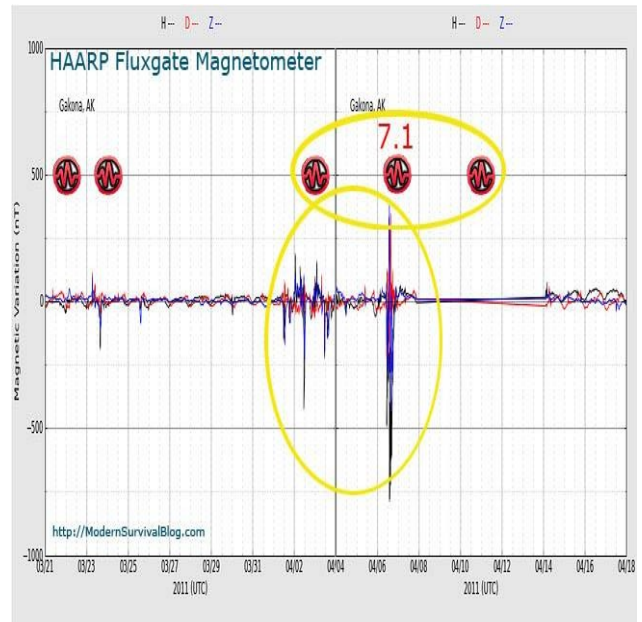 H --- D --- Z --- H --- D --- Z ---
HAARP Fluxgate Magnetometer
Gakona, AK Gakona, AK
7.1
Magnetic Variation (nT)
1000
500
0
-500
-1000
http://ModernSurvivalBlog.com
03/21 03/23 03/25 03/27 03/29 03/31 04/02 04/04 04/06 04/08 04/10 04/12 04/14 04/16 04/18
2011 (UTC) 2011 (UTC)